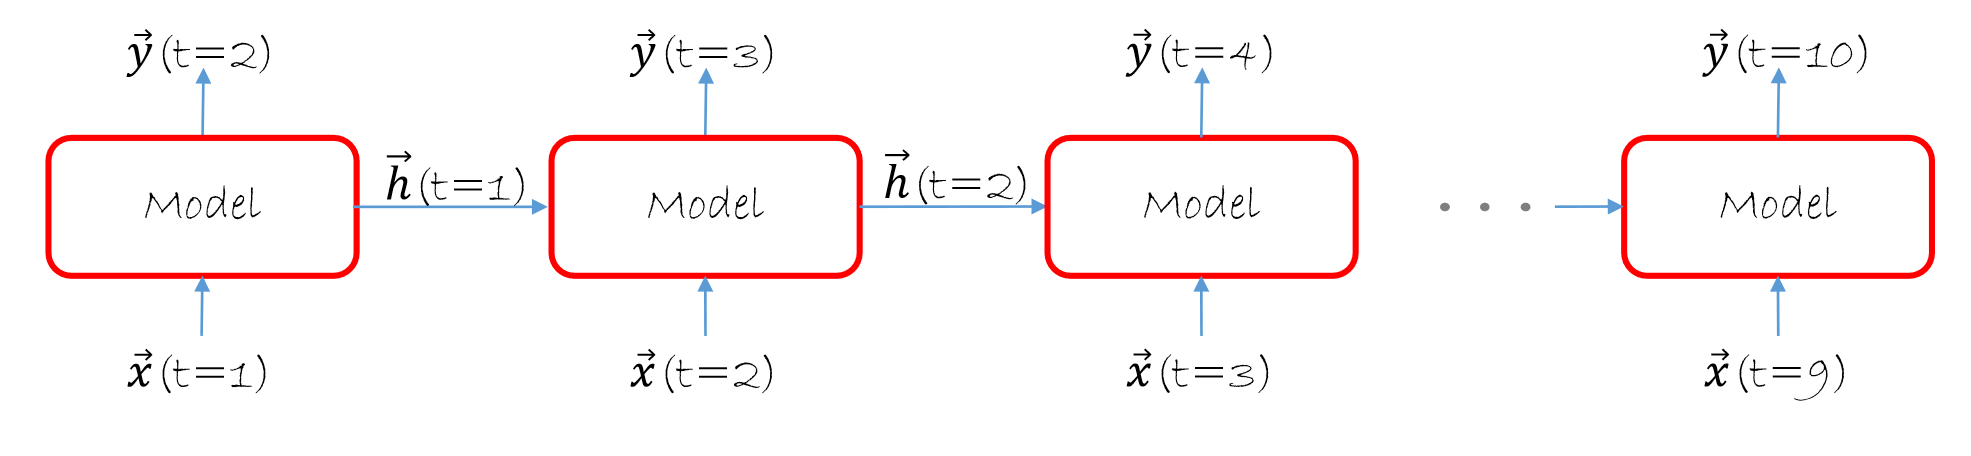 y⃗ (t=2) y⃗ (t=3) y⃗ (t=4) y⃗ (t=10)
Model h⃗ (t=1) Model h⃗ (t=2) Model . . . Model
x⃗ (t=1) x⃗ (t=2) x⃗ (t=3) x⃗ (t=9)